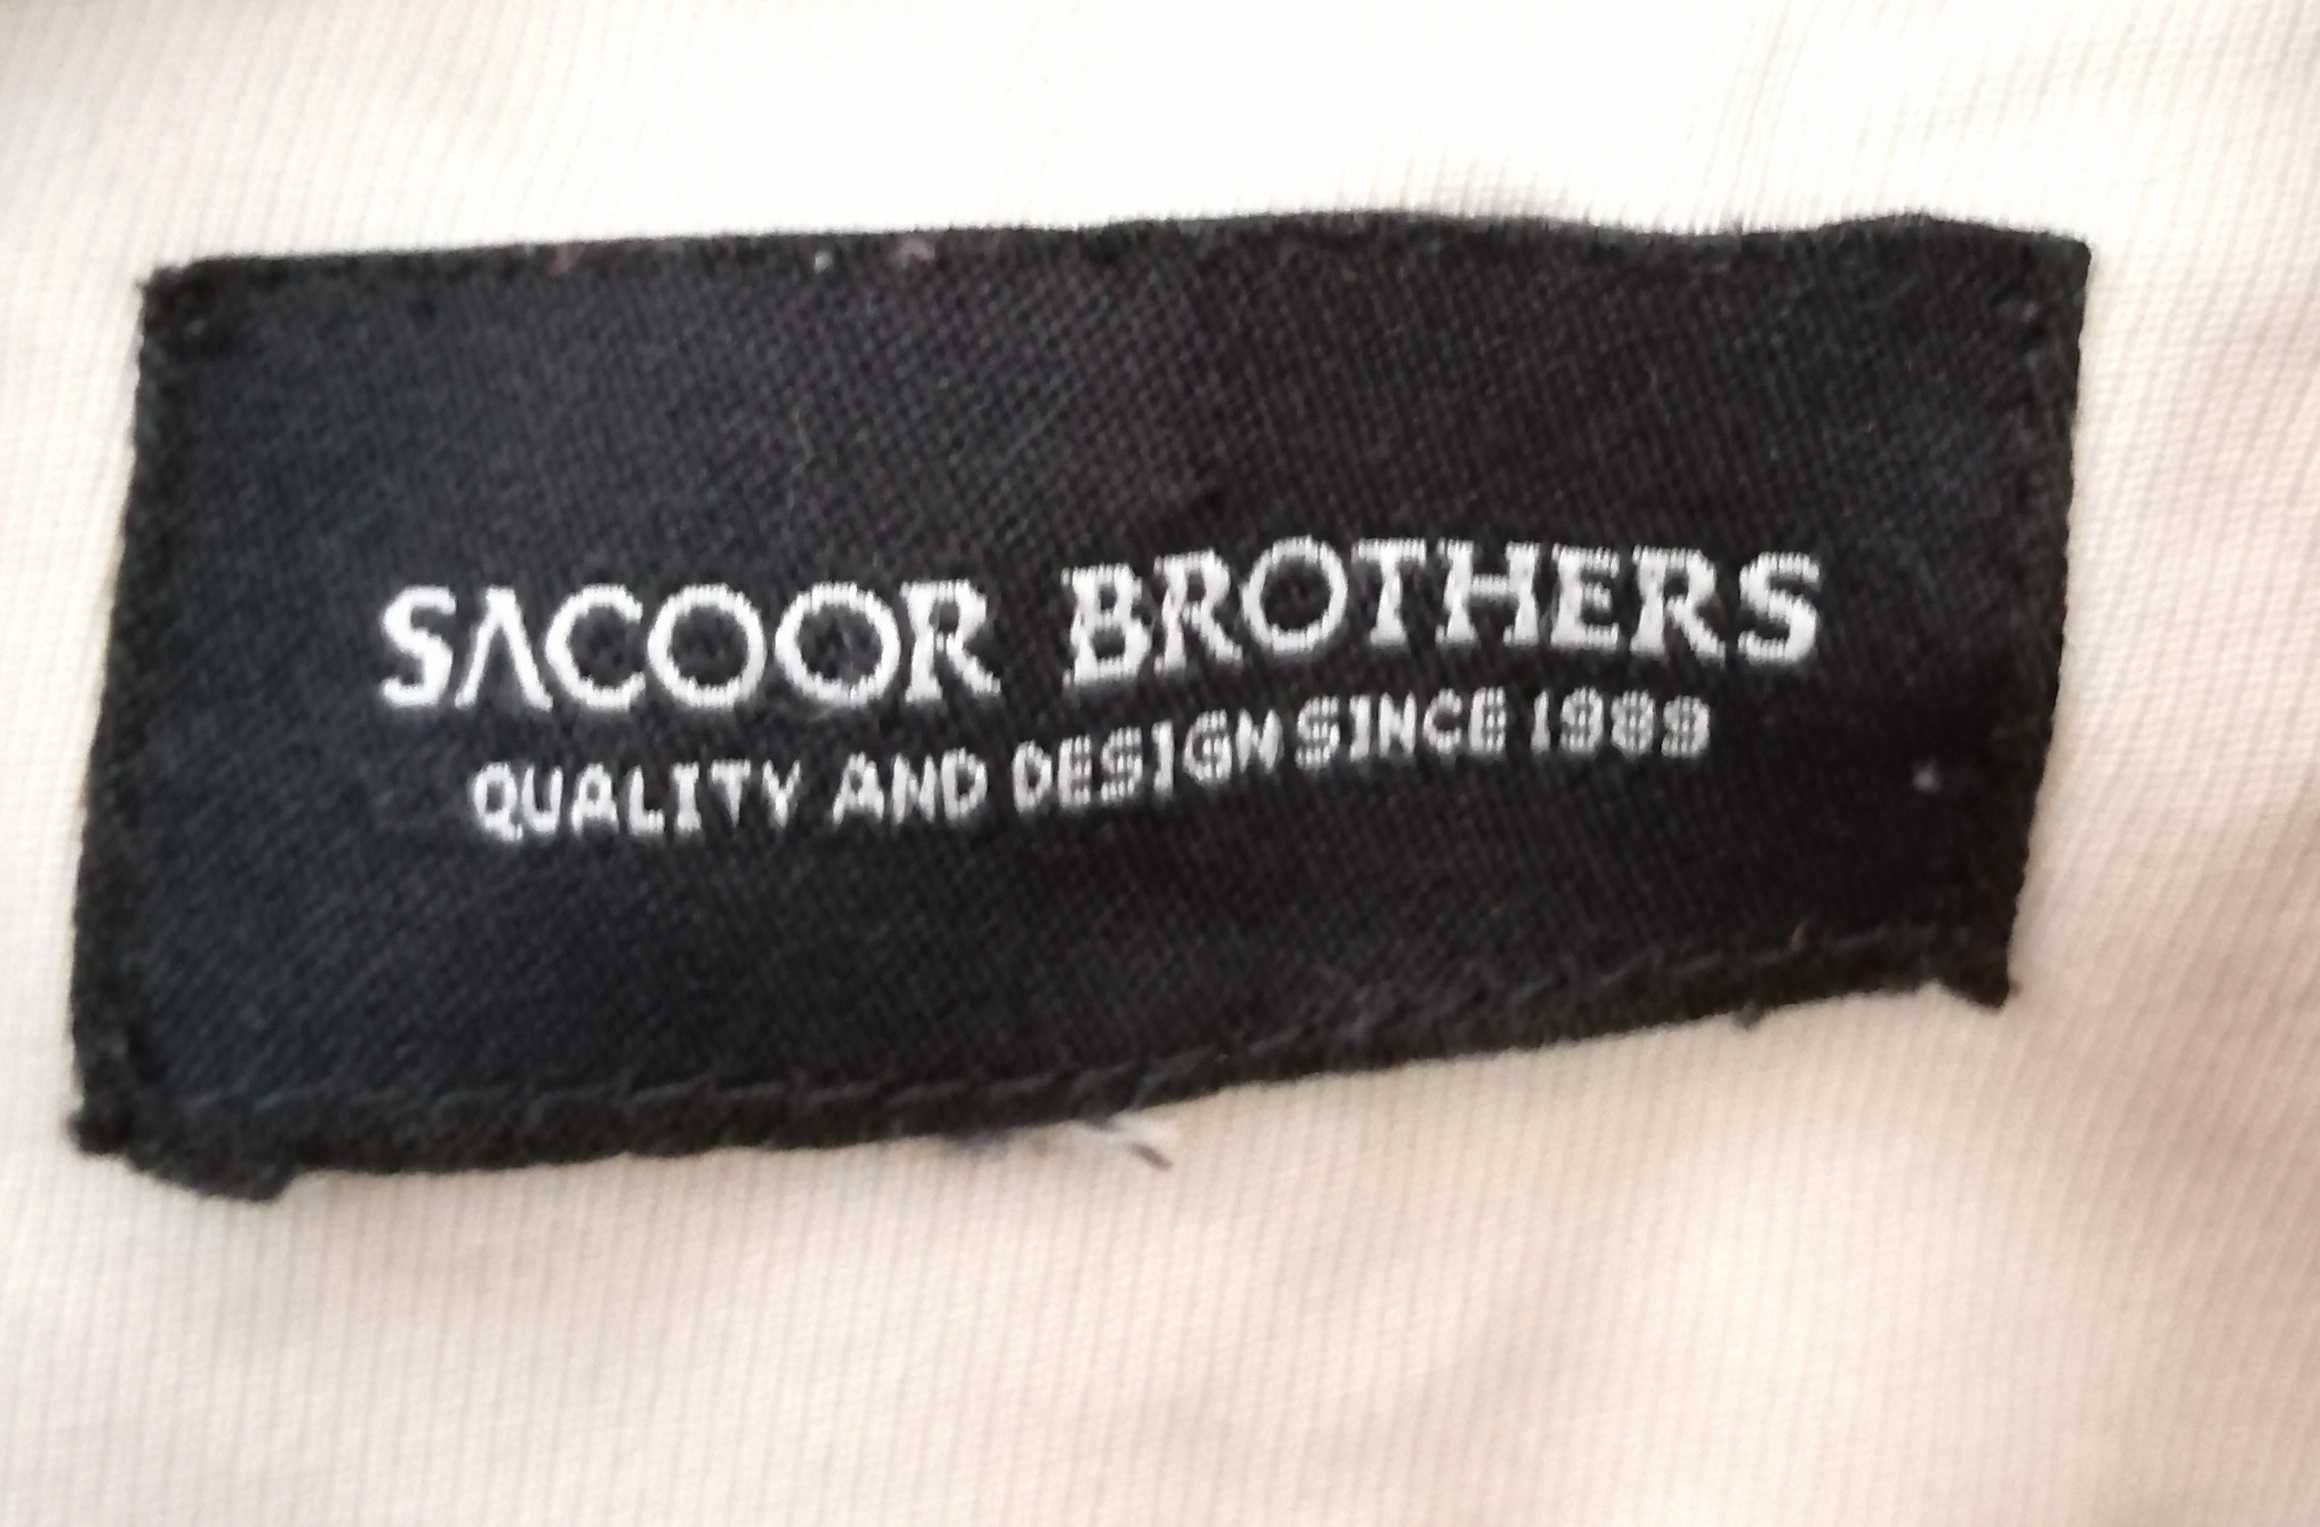 SACOOR BROTHERS
QUALITY AND DESIGN SINCE 1989